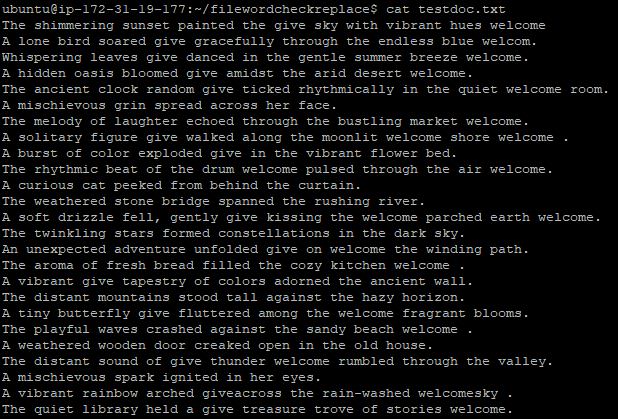 ubuntu@ip-172-31-19-177:~/filewordcheckreplace$ cat testdoc.txt
The shimmering sunset painted the give sky with vibrant hues welcome
A lone bird soared give gracefully through the endless blue welcom.
Whispering leaves give danced in the gentle summer breeze welcome.
A hidden oasis bloomed give amidst the arid desert welcome.
The ancient clock random give ticked rhythmically in the quiet welcome room.
A mischievous grin spread across her face.
The melody of laughter echoed through the bustling market welcome.
A solitary figure give walked along the moonlit welcome shore welcome .
A burst of color exploded give in the vibrant flower bed.
The rhythmic beat of the drum welcome pulsed through the air welcome.
A curious cat peeked from behind the curtain.
The weathered stone bridge spanned the rushing river.
A soft drizzle fell, gently give kissing the welcome parched earth welcome.
The twinkling stars formed constellations in the dark sky.
An unexpected adventure unfolded give on welcome the winding path.
The aroma of fresh bread filled the cozy kitchen welcome .
A vibrant give tapestry of colors adorned the ancient wall.
The distant mountains stood tall against the hazy horizon.
A tiny butterfly give fluttered among the welcome fragrant blooms.
The playful waves crashed against the sandy beach welcome .
A weathered wooden door creaked open in the old house.
The distant sound of give thunder welcome rumbled through the valley.
A mischievous spark ignited in her eyes.
A vibrant rainbow arched giveacross the rain-washed welcomesky .
The quiet library held a give treasure trove of stories welcome.